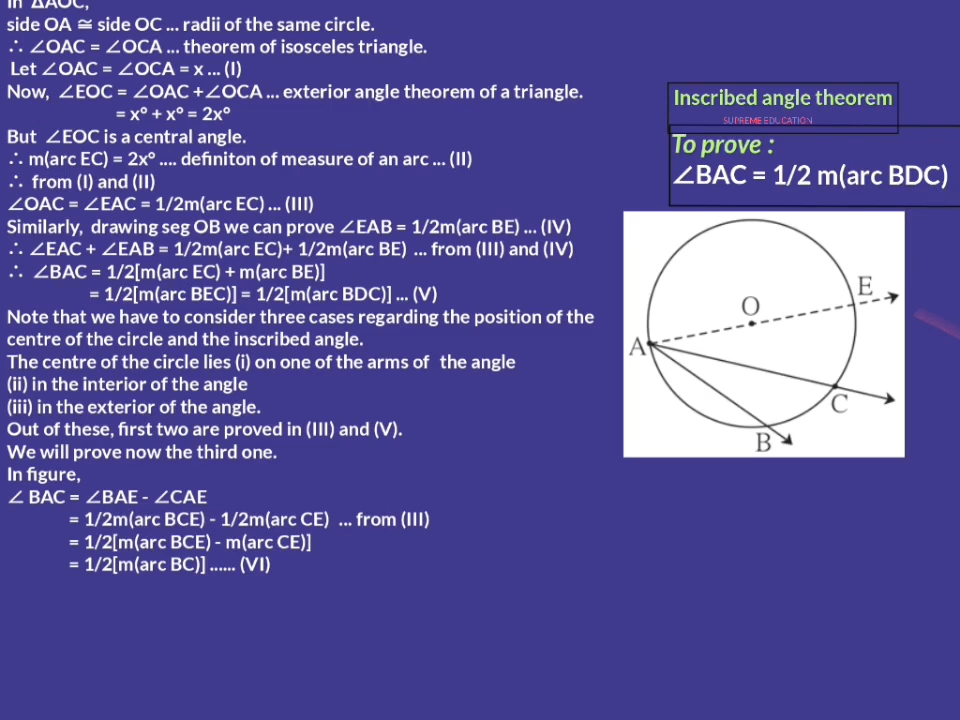 In ΔAOC,
side OA ≅ side OC ... radii of the same circle.
∴ ∠OAC = ∠OCA ... theorem of isosceles triangle.
Let ∠OAC = ∠OCA = x ... (I)
Now, ∠EOC = ∠OAC +∠OCA ... exterior angle theorem of a triangle.
= x° + x° = 2x°
But ∠EOC is a central angle.
∴ m(arc EC) = 2x° .... definiton of measure of an arc ... (II)
∴ from (I) and (II)
∠OAC = ∠EAC = 1/2m(arc EC) ... (III)
Similarly, drawing seg OB we can prove ∠EAB = 1/2m(arc BE) ... (IV)
∴ ∠EAC + ∠EAB = 1/2m(arc EC)+ 1/2m(arc BE) ... from (III) and (IV)
∴ ∠BAC = 1/2[m(arc EC) + m(arc BE)]
= 1/2[m(arc BEC)] = 1/2[m(arc BDC)] ... (V)
Note that we have to consider three cases regarding the position of the
centre of the circle and the inscribed angle.
The centre of the circle lies (i) on one of the arms of the angle
(ii) in the interior of the angle
(iii) in the exterior of the angle.
Out of these, first two are proved in (III) and (V).
We will prove now the third one.
In figure,
∠ BAC = ∠BAE - ∠CAE
= 1/2m(arc BCE) - 1/2m(arc CE) ... from (III)
= 1/2[m(arc BCE) - m(arc CE)]
= 1/2[m(arc BC)] ...... (VI)
Inscribed angle theorem
SUPREME EDUCATION
To prove :
∠BAC = 1/2 m(arc BDC)
E
O
A
C
B